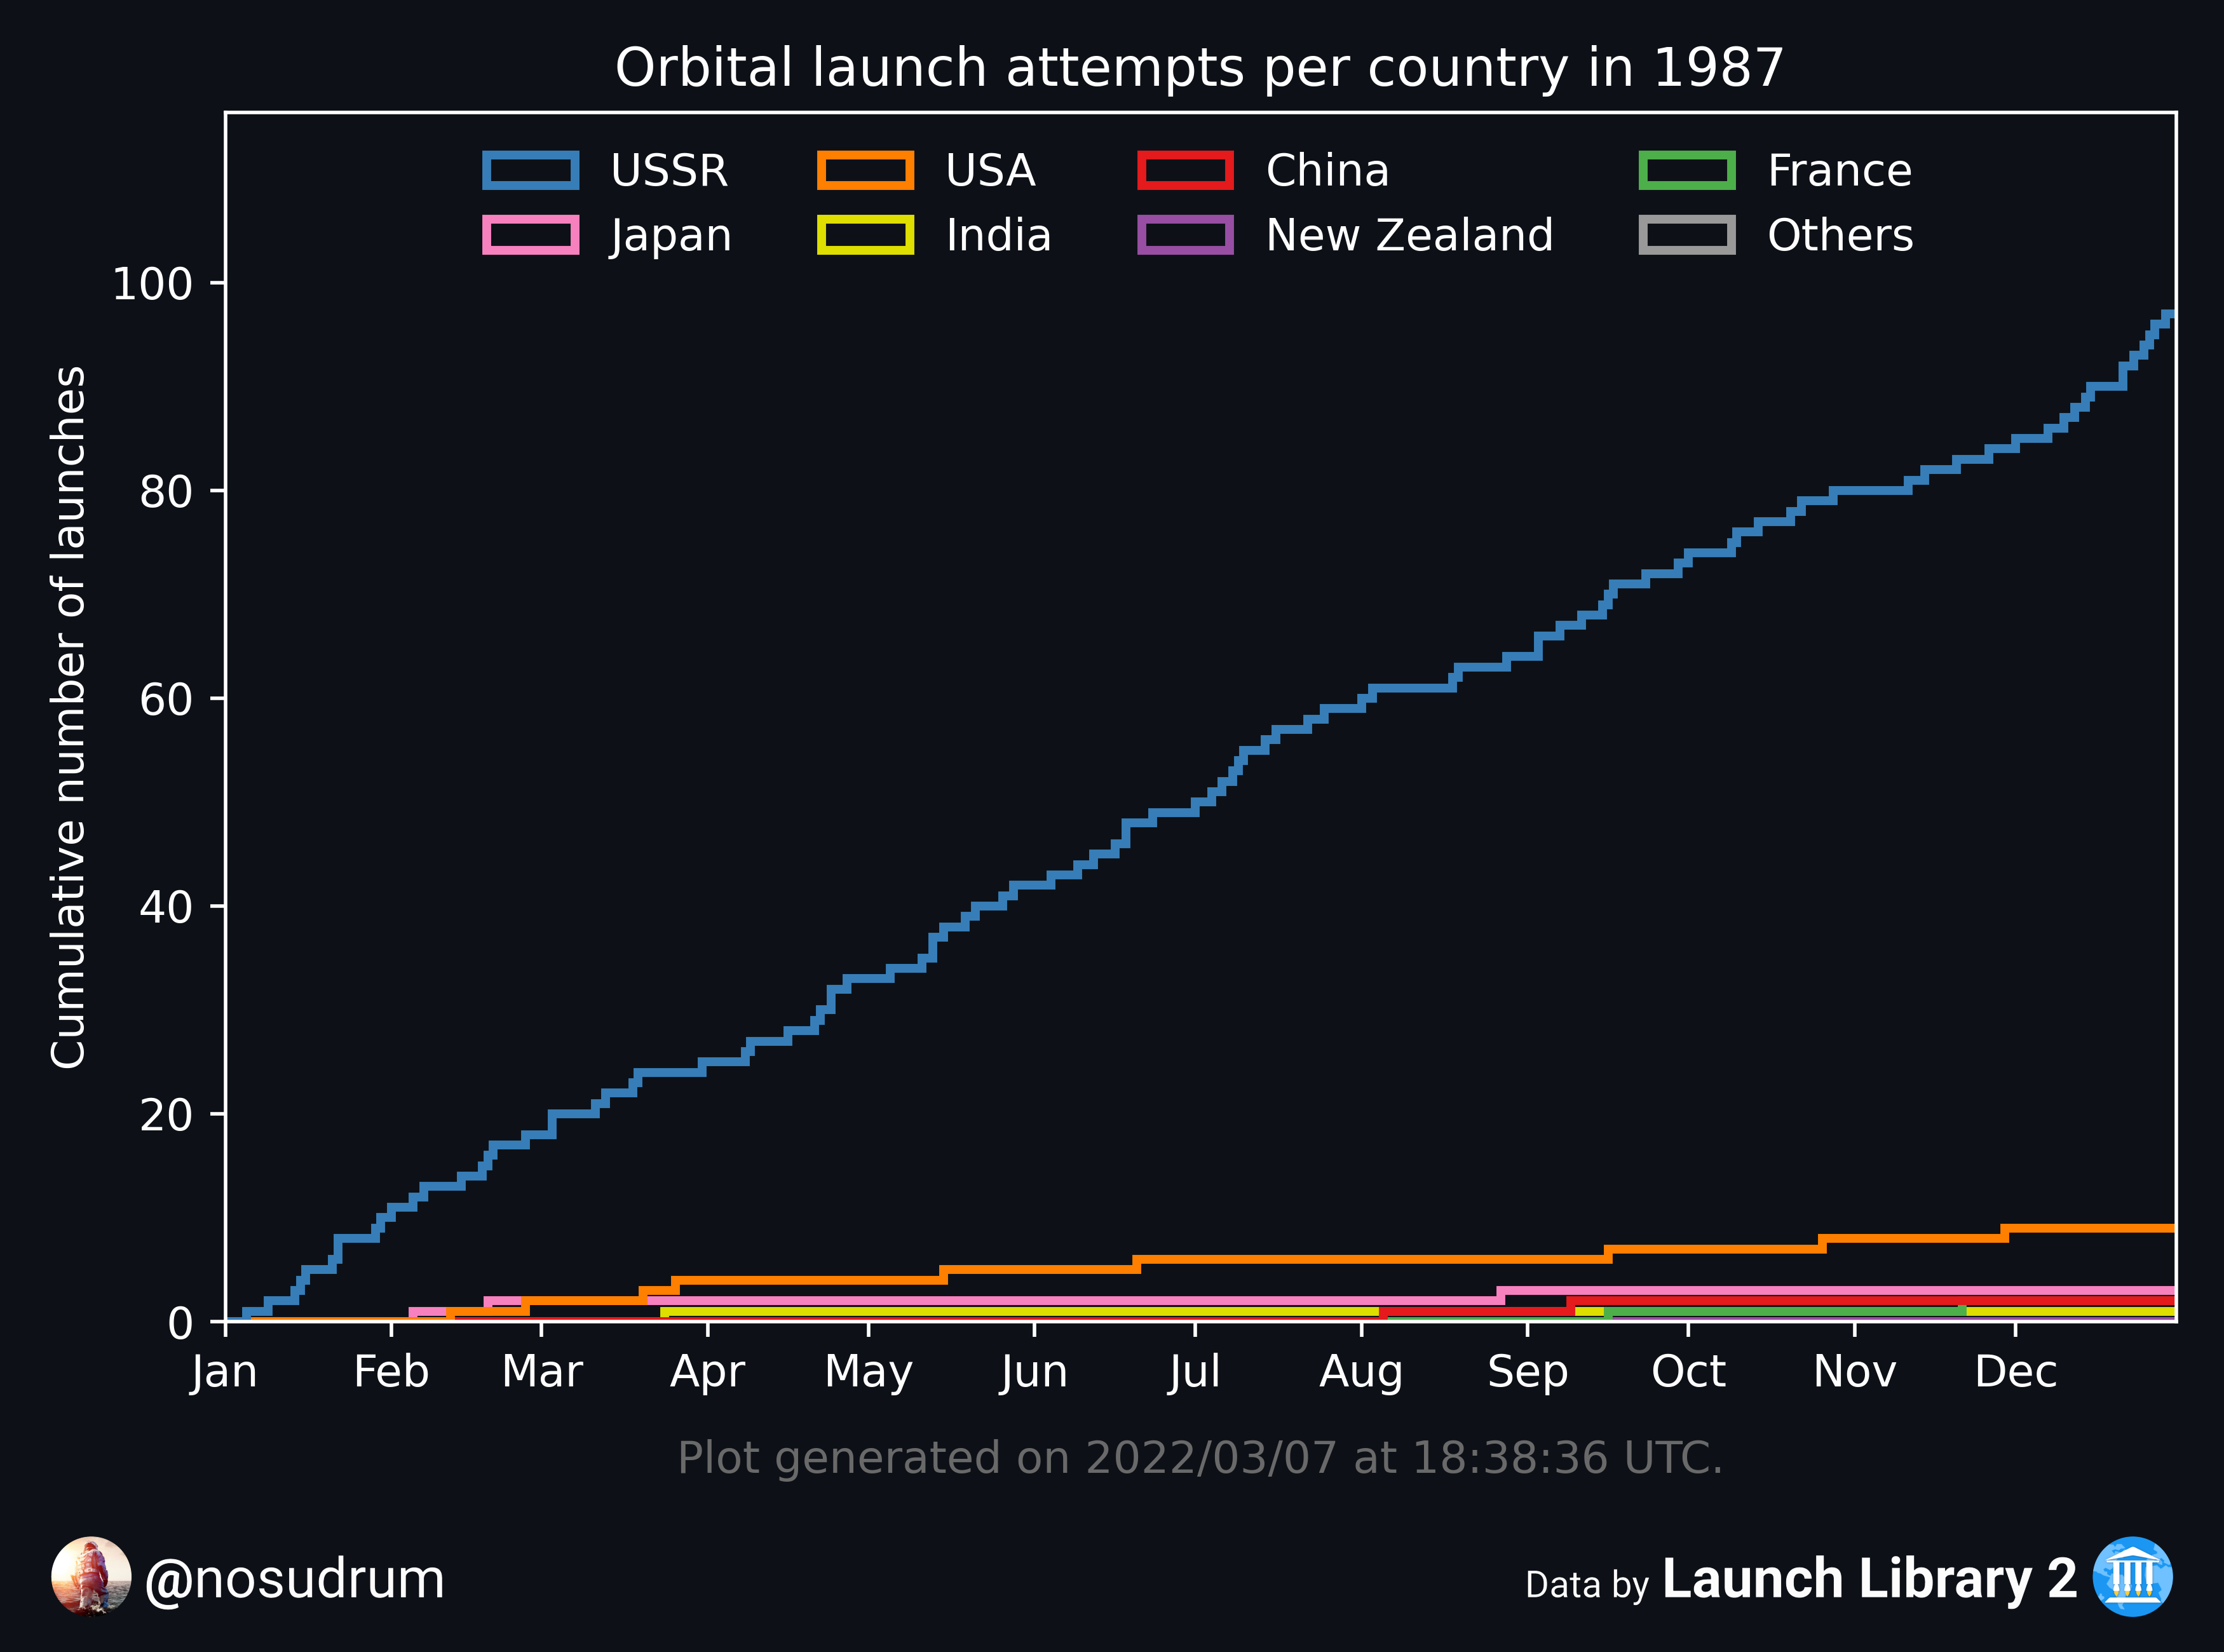 Orbital launch attempts per country in 1987
USSR USA China France
Japan India New Zealand Others
Cumulative number of launches
100
80
60
40
20
0
Jan Feb Mar Apr May Jun Jul Aug Sep Oct Nov Dec
Plot generated on 2022/03/07 at 18:38:36 UTC.
@nosudrum
Data by Launch Library 2